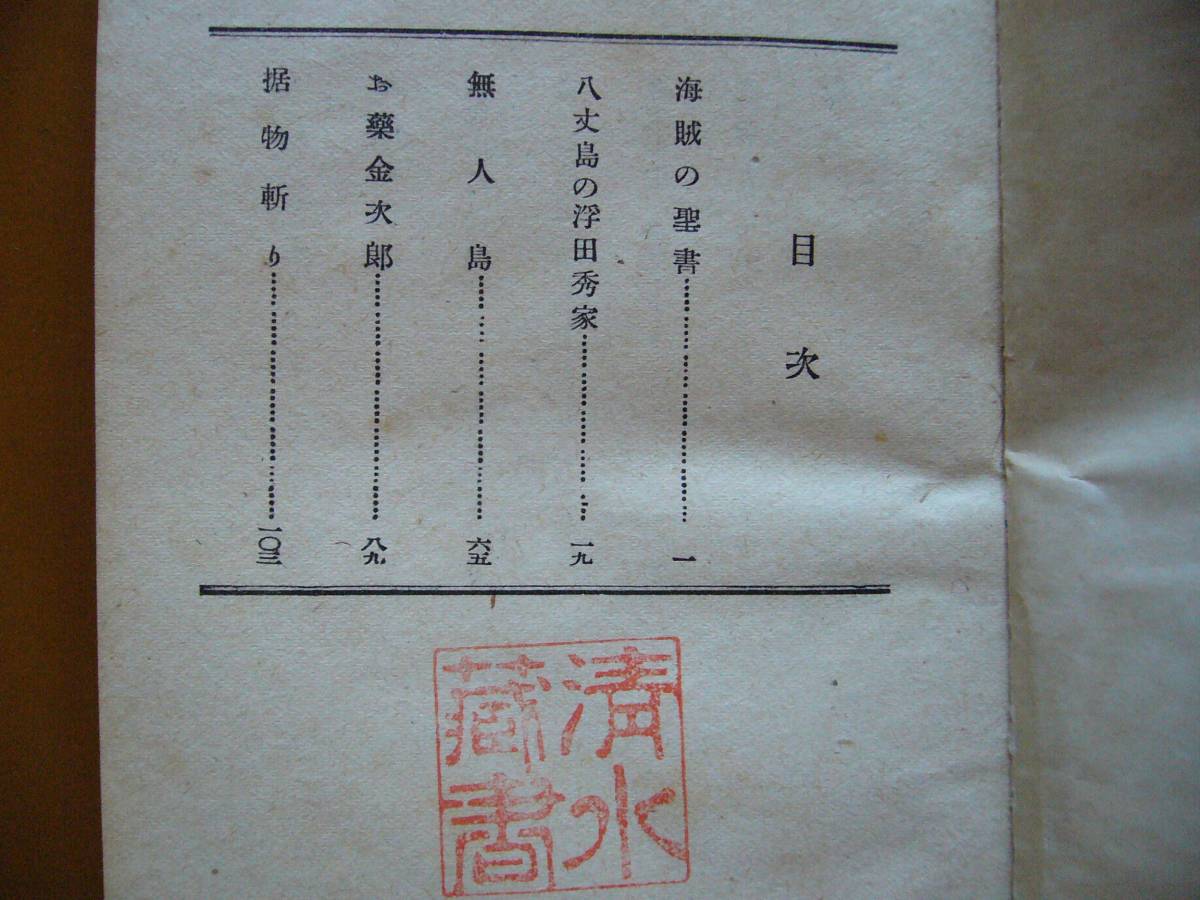 目次
海賊の聖書……………………一
八丈島の浮田秀家……………………一九
無人島……………………六五
お藥金次郎……………………八九
据物斬り……………………一〇三
清水
藏書